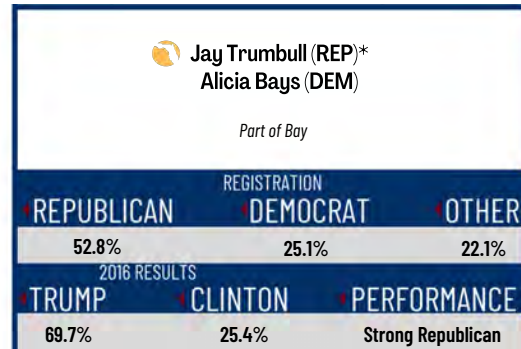 Jay Trumbull (REP)*
Alicia Bays (DEM)
Part of Bay
REGISTRATION
REPUBLICAN DEMOCRAT OTHER
52.8% 25.1% 22.1%
2016 RESULTS
TRUMP CLINTON PERFORMANCE
69.7% 25.4% Strong Republican